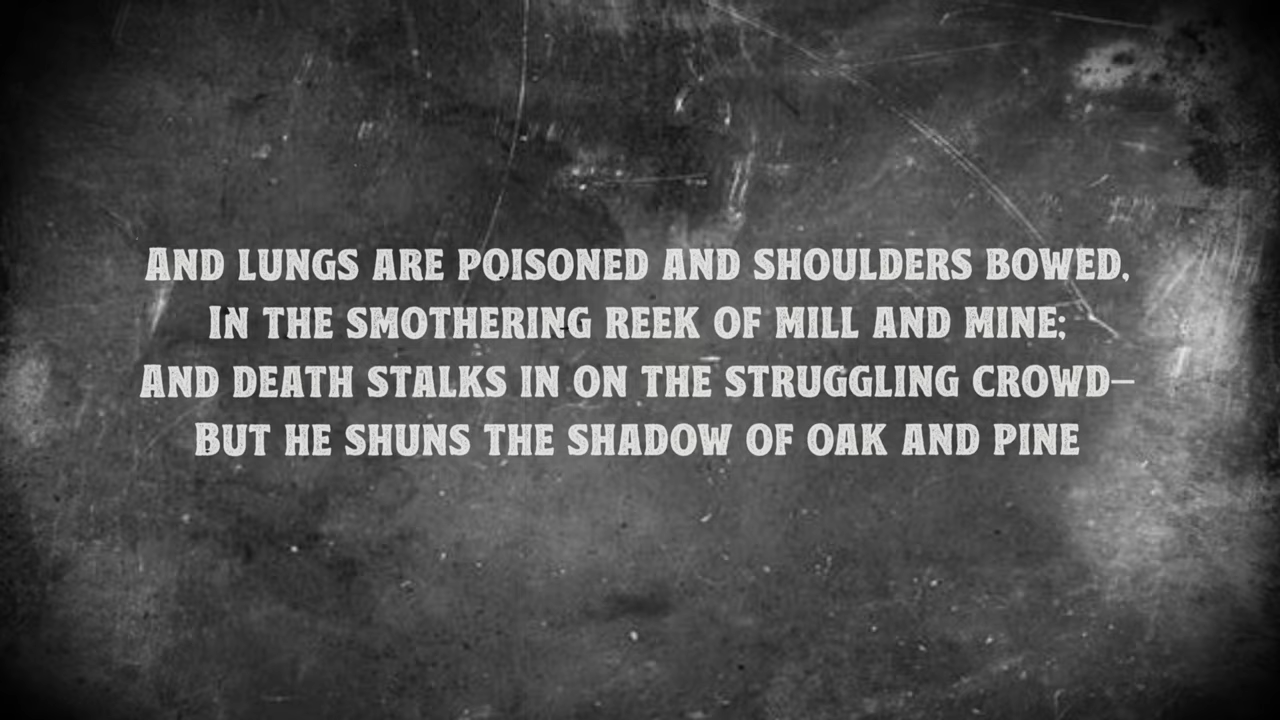 And lungs are poisoned and shoulders bowed,
In the smothering reek of mill and mine;
And death stalks in on the struggling crowd—
But he shuns the shadow of oak and pine